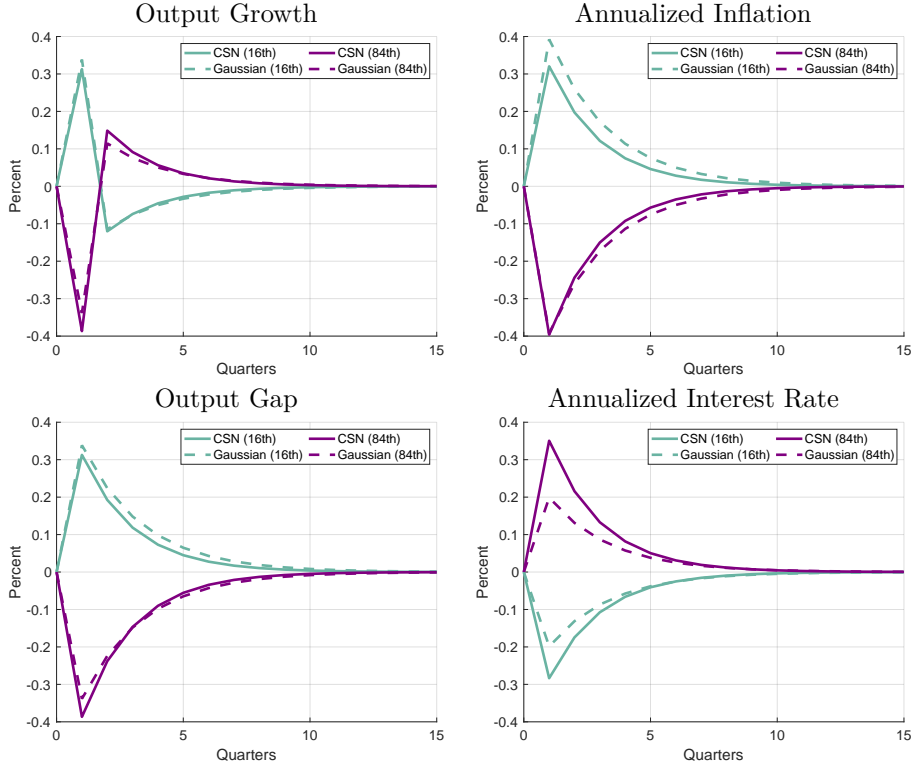 Output Growth
CSN (16th) CSN (84th)
Gaussian (16th) Gaussian (84th)
0.4
0.3
0.2
0.1
0
-0.1
-0.2
-0.3
-0.4
Percent
0 5 10 15
Quarters
Annualized Inflation
CSN (16th) CSN (84th)
Gaussian (16th) Gaussian (84th)
0.4
0.3
0.2
0.1
0
-0.1
-0.2
-0.3
-0.4
Percent
0 5 10 15
Quarters
Output Gap
CSN (16th) CSN (84th)
Gaussian (16th) Gaussian (84th)
0.4
0.3
0.2
0.1
0
-0.1
-0.2
-0.3
-0.4
Percent
0 5 10 15
Quarters
Annualized Interest Rate
CSN (16th) CSN (84th)
Gaussian (16th) Gaussian (84th)
0.4
0.3
0.2
0.1
0
-0.1
-0.2
-0.3
-0.4
Percent
0 5 10 15
Quarters